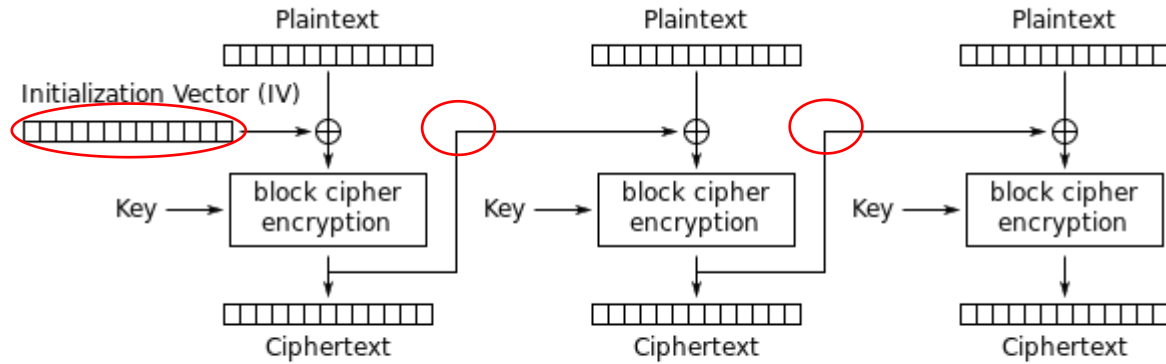 Plaintext
Plaintext
Plaintext
Initialization Vector (IV)
Key
block cipher
encryption
Key
block cipher
encryption
Key
block cipher
encryption
Ciphertext
Ciphertext
Ciphertext